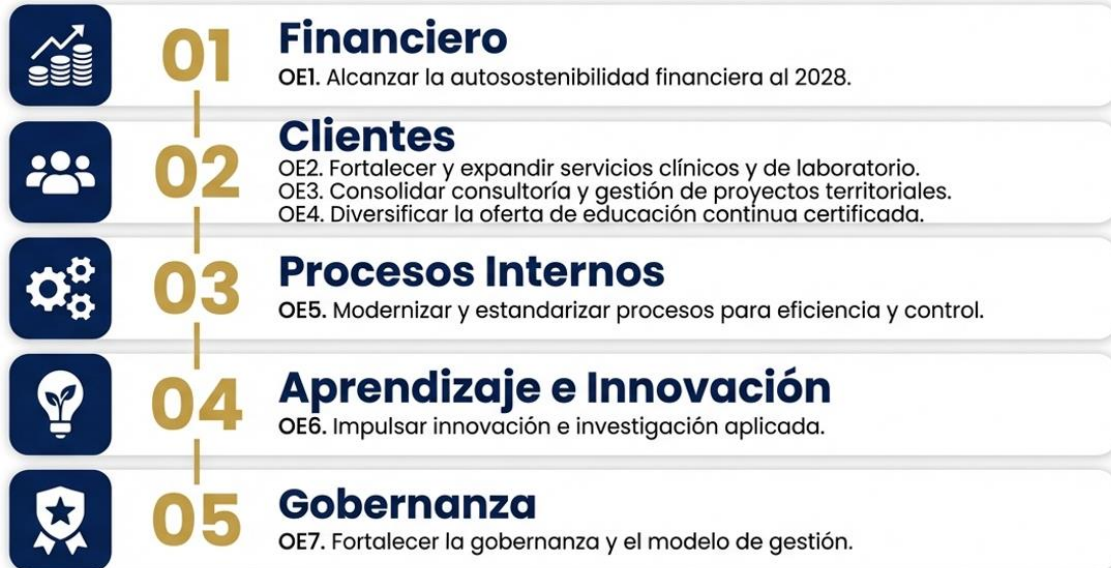 01
Financiero
OE1. Alcanzar la autosostenibilidad financiera al 2028.
02
Clientes
OE2. Fortalecer y expandir servicios clínicos y de laboratorio.
OE3. Consolidar consultoría y gestión de proyectos territoriales.
OE4. Diversificar la oferta de educación continua certificada.
03
Procesos Internos
OE5. Modernizar y estandarizar procesos para eficiencia y control.
04
Aprendizaje e Innovación
OE6. Impulsar innovación e investigación aplicada.
05
Gobernanza
OE7. Fortalecer la gobernanza y el modelo de gestión.